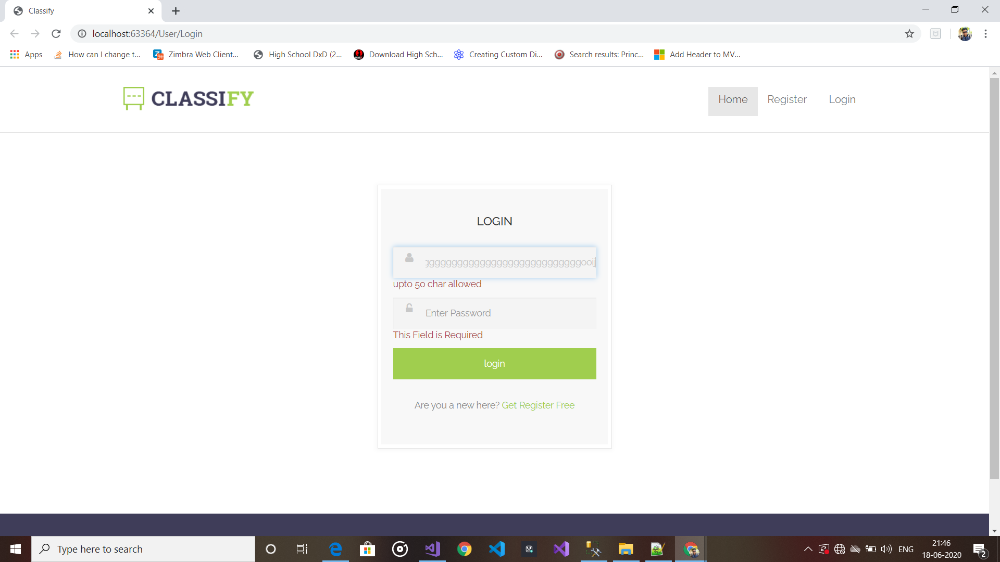 Classify
localhost:63364/User/Login
Apps
How can I change t...
Zimbra Web Client...
High School DxD (2...
Download High Sch...
Creating Custom Di...
Search results: Princ...
Add Header to MV...
CLASSIFY
Home
Register
Login
LOGIN
upto 50 char allowed
Enter Password
This Field is Required
login
Are you a new here? Get Register Free
Type here to search
ENG
21:46
18-06-2020
2